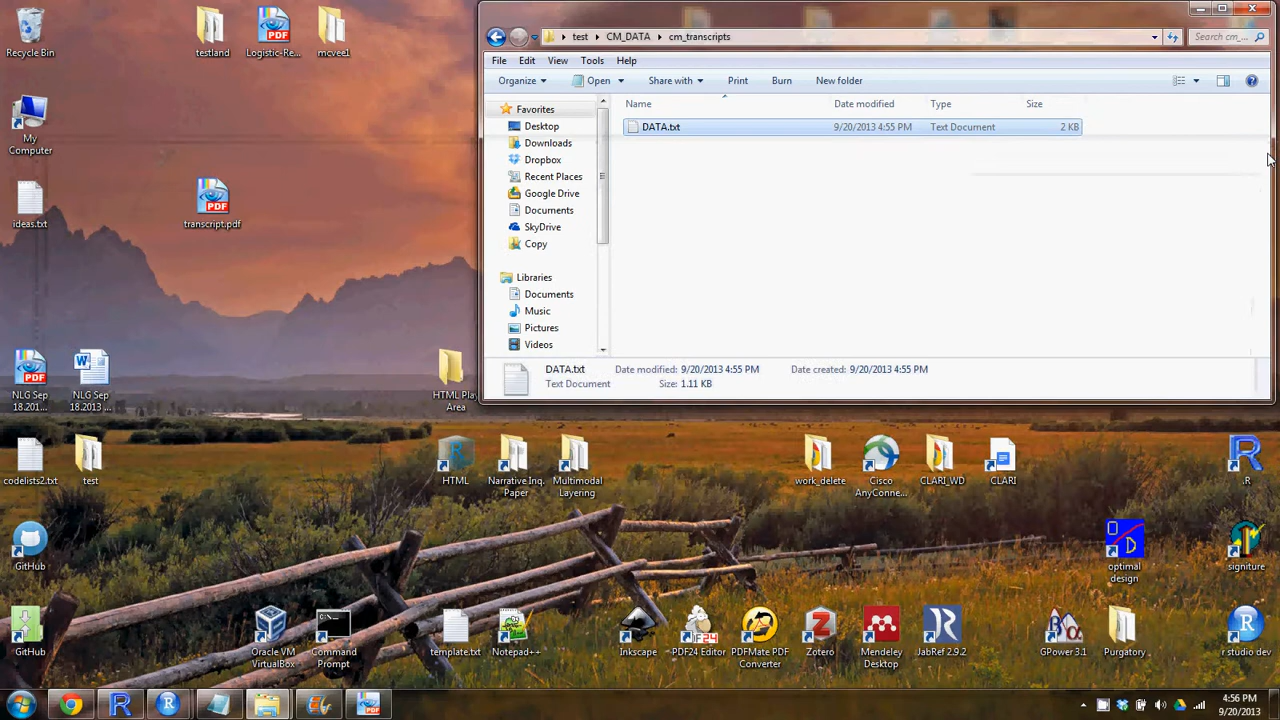 Recycle Bin
testland
Logistic-Re...
mcvee1
My
Computer
ideas.txt
PDF
transcript.pdf
NLG Sep
18.201...
NLG Sep
18.2013 ...
HTML Play
Area
codelists2.txt
test
HTML
Narrative.Inq.
Paper
Multimodal
Layering
work_delete
Cisco
AnyConne...
CLARI_WD
CLARI
.R
GitHub
optimal
design
signiture
GitHub
Oracle VM
VirtualBox
Command
Prompt
template.txt
Notepad++
Inkscape
PDF24 Editor
PDFMate PDF
Converter
Zotero
Mendeley
Desktop
JabRef 2.9.2
GPower 3.1
Purgatory
r studio dev
test
CM_DATA
cm_transcripts
Search cm_...
File Edit View Tools Help
Organize Open Share with Print Burn New folder
Name Date modified Type Size
DATA.txt 9/20/2013 4:55 PM Text Document 2 KB
Favorites
Desktop
Downloads
Dropbox
Recent Places
Google Drive
Documents
SkyDrive
Copy
Libraries
Documents
Music
Pictures
Videos
DATA.txt Date modified: 9/20/2013 4:55 PM Date created: 9/20/2013 4:55 PM
Text Document Size: 1.11 KB
4:56 PM
9/20/2013